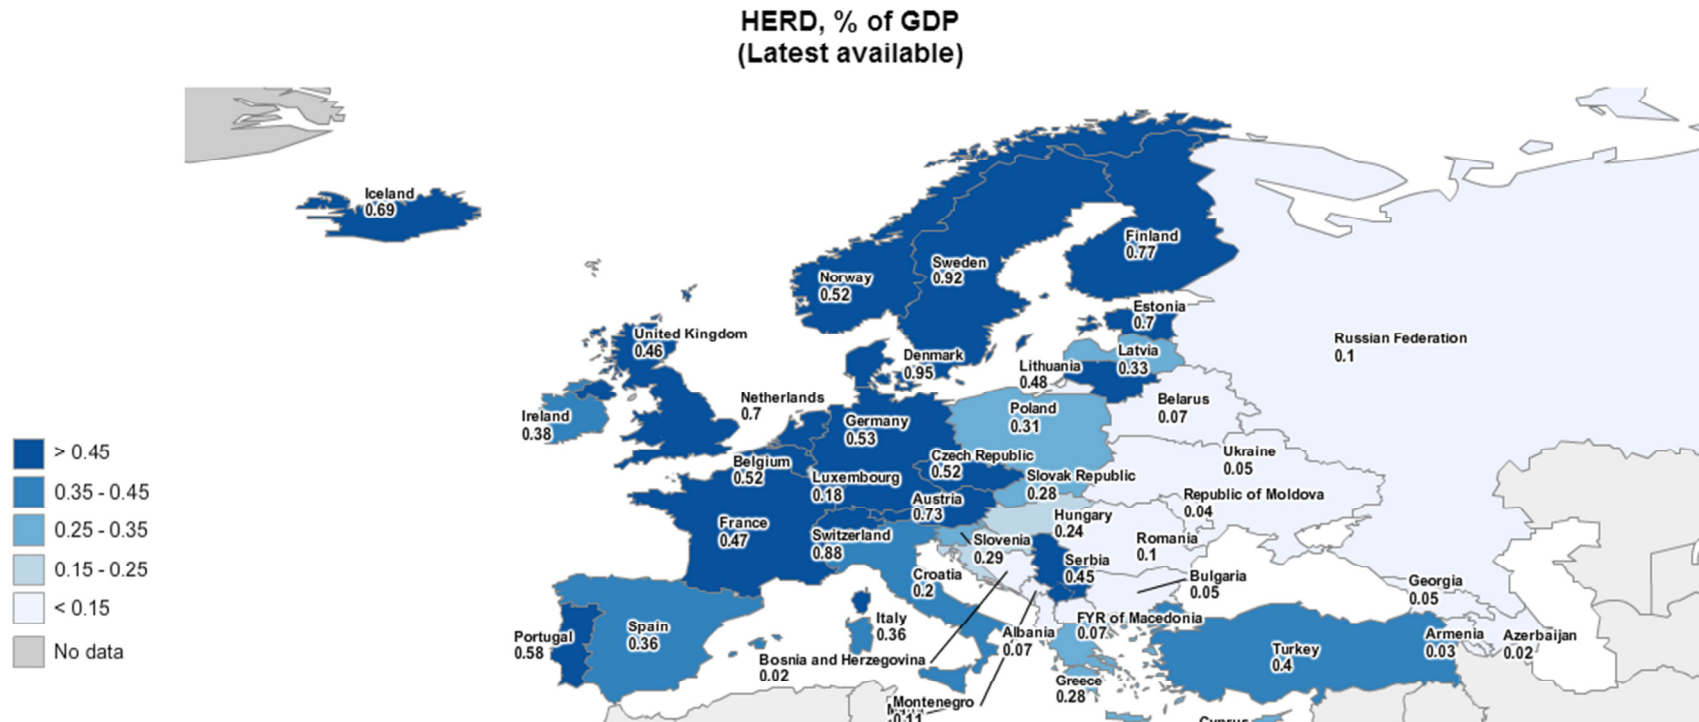 HERD, % of GDP
(Latest available)
Iceland
0.69
Finland
0.77
Sweden
0.92
Norway
0.52
Estonia
0.7
United Kingdom
0.46
Russian Federation
0.1
Latvia
0.33
Denmark
0.95
Lithuania
0.48
Netherlands
0.7
Belarus
0.07
Poland
0.31
Ireland
0.38
Germany
0.53
> 0.45
Ukraine
0.05
Czech Republic
0.52
Belgium
0.52
Slovak Republic
0.28
Luxembourg
0.18
0.35 - 0.45
Republic of Moldova
0.04
Austria
0.73
Hungary
0.24
France
0.47
0.25 - 0.35
Switzerland
0.88
Slovenia
0.29
Romania
0.1
Serbia
0.45
0.15 - 0.25
Croatia
0.2
Bulgaria
0.05
Georgia
0.05
< 0.15
Italy
0.36
FYR of Macedonia
0.07
Spain
0.36
Portugal
0.58
Albania
0.07
Armenia
0.03
Azerbaijan
0.02
No data
Turkey
0.4
Bosnia and Herzegovina
0.02
Greece
0.28
Montenegro
0.11
Cyprus